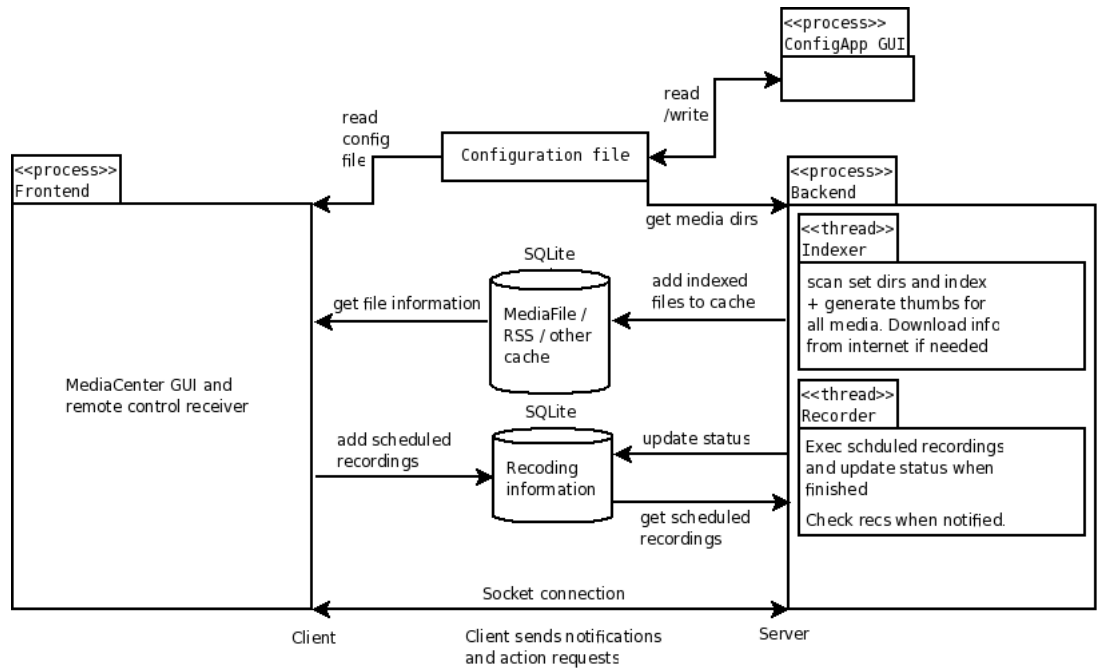 <<process>>
ConfigApp GUI
read
/write
read
config
file
Configuration file
<<process>>
Frontend
<<process>>
Backend
get media dirs
<<thread>>
Indexer
scan set dirs and index
+ generate thumbs for
all media. Download info
from internet if needed
SQLite
MediaFile /
RSS / other
cache
add indexed
files to cache
get file information
MediaCenter GUI and
remote control receiver
<<thread>>
Recorder
Exec schduled recordings
and update status when
finished
Check recs when notified.
SQLite
Recoding
information
add scheduled
recordings
update status
get scheduled
recordings
Socket connection
Client
Client sends notifications
and action requests
Server